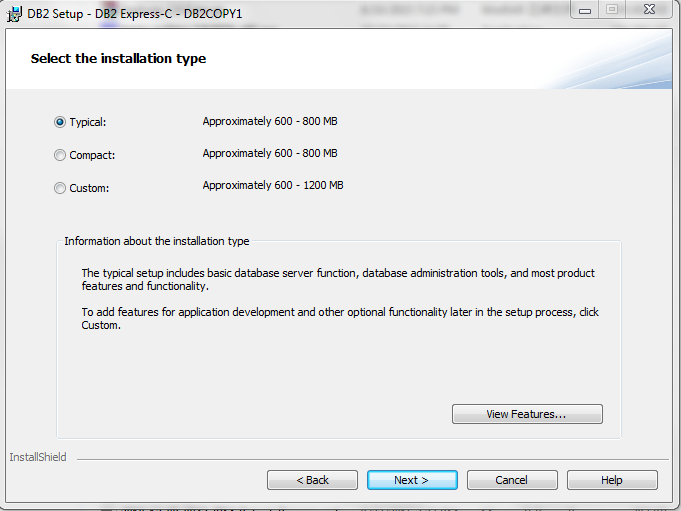 DB2 Setup - DB2 Express-C - DB2COPY1
Select the installation type
Typical: Approximately 600 - 800 MB
Compact: Approximately 600 - 800 MB
Custom: Approximately 600 - 1200 MB
Information about the installation type
The typical setup includes basic database server function, database administration tools, and most product
features and functionality.
To add features for application development and other optional functionality later in the setup process, click
Custom.
View Features...
InstallShield
< Back Next > Cancel Help